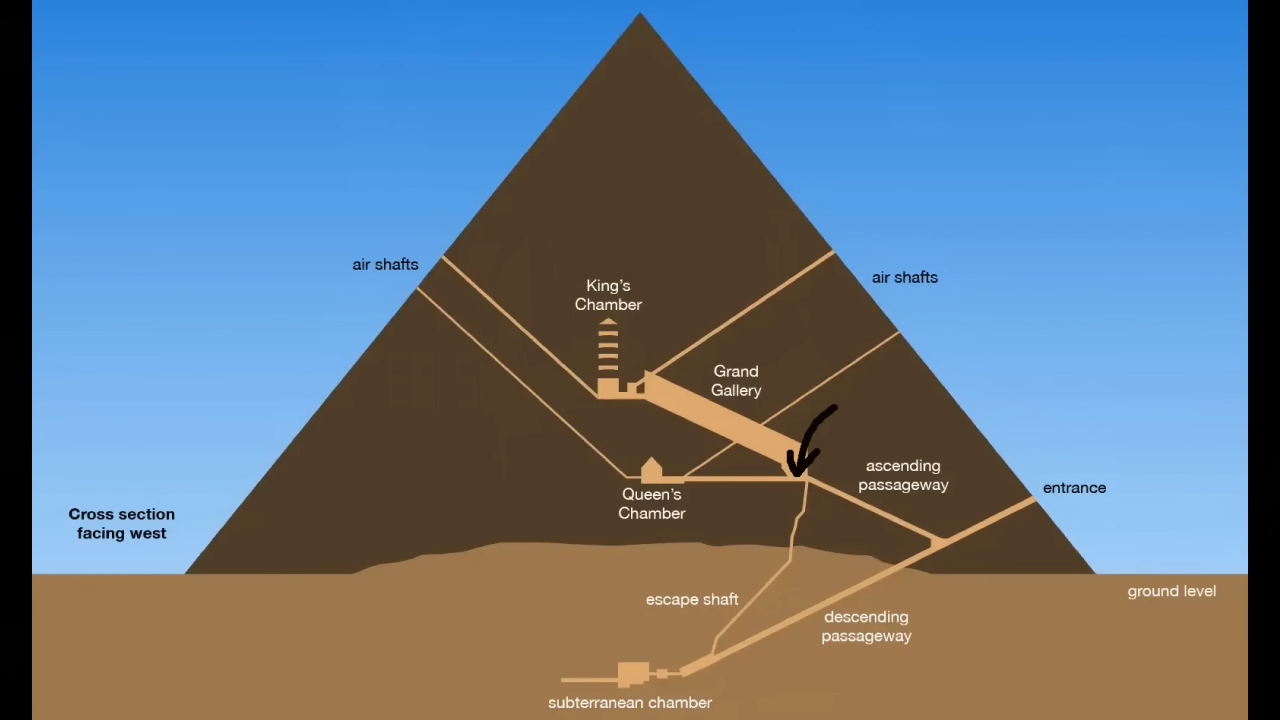 air shafts
air shafts
King's
Chamber
Grand
Gallery
ascending
passageway
entrance
Queen's
Chamber
Cross section
facing west
ground level
escape shaft
descending
passageway
subterranean chamber